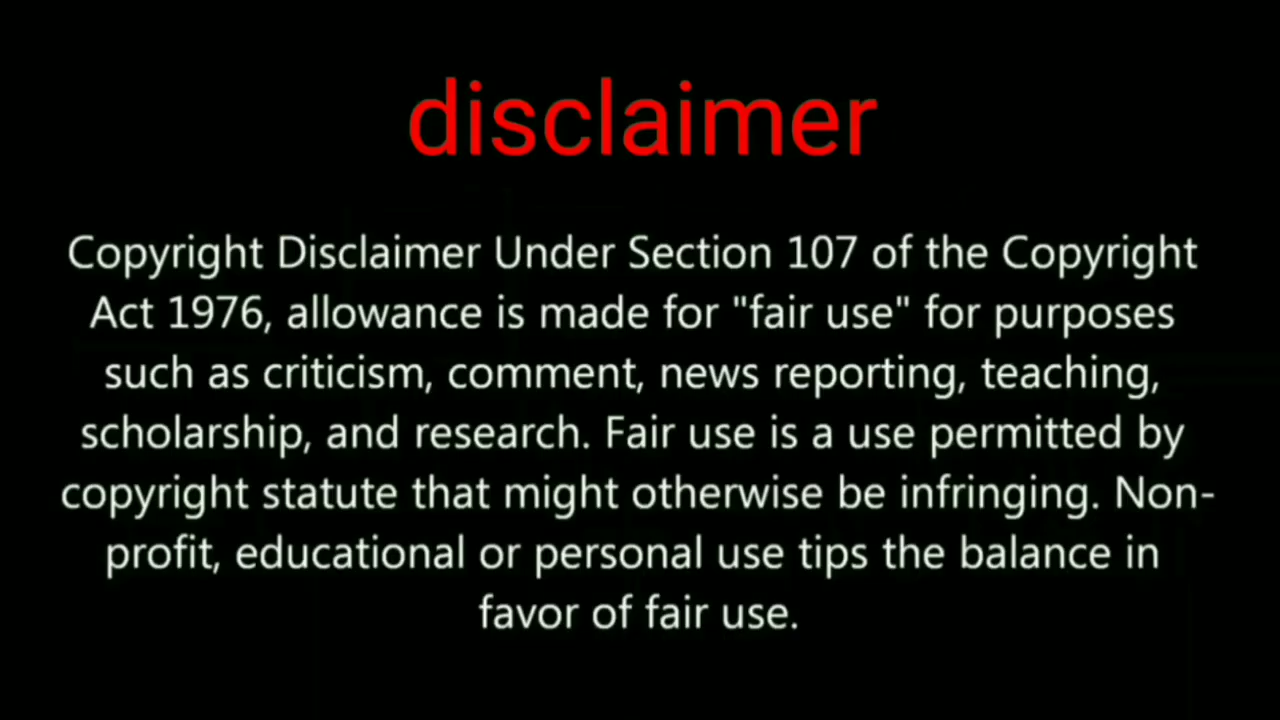 disclaimer
Copyright Disclaimer Under Section 107 of the Copyright
Act 1976, allowance is made for "fair use" for purposes
such as criticism, comment, news reporting, teaching,
scholarship, and research. Fair use is a use permitted by
copyright statute that might otherwise be infringing. Non-
profit, educational or personal use tips the balance in
favor of fair use.